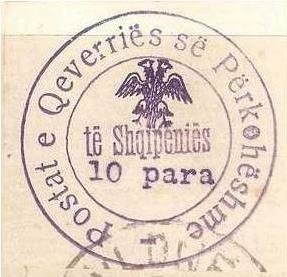 Postat e Qeverriës së Përkohëshme
të Shqipëniës
10 para